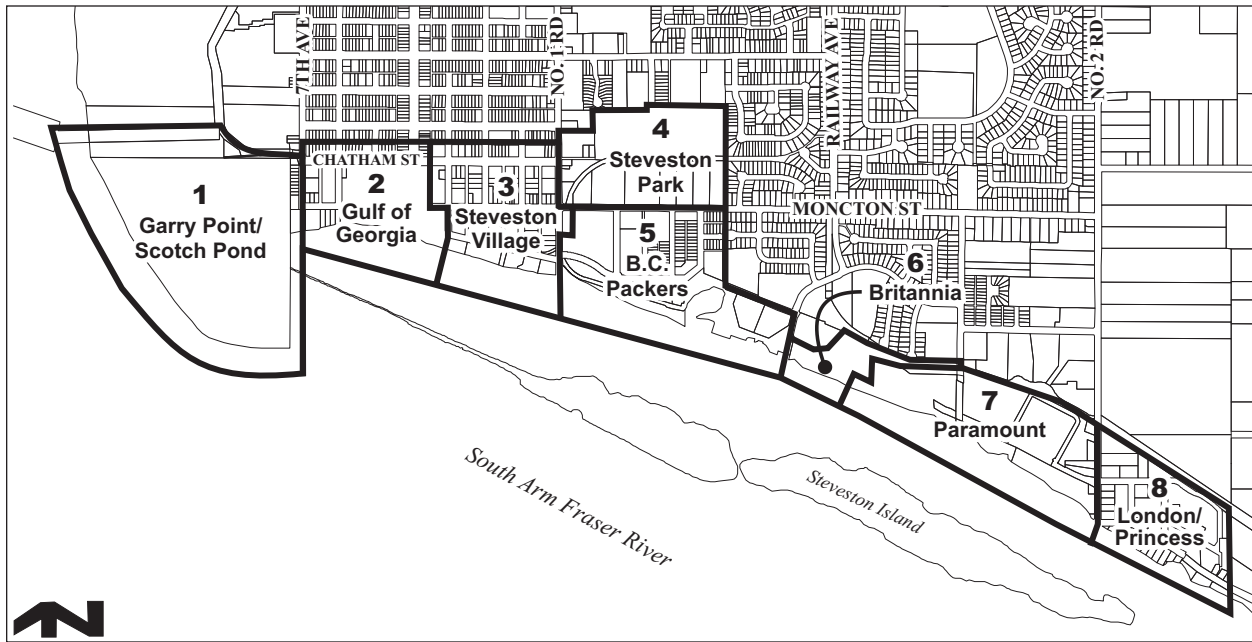 7TH AVE
NO. 1 RD
RAILWAY AVE
NO. 2 RD
CHATHAM ST
MONCTON ST
1
Garry Point/
Scotch Pond
2
Gulf of
Georgia
3
Steveston
Village
4
Steveston
Park
5
B.C.
Packers
6
Britannia
7
Paramount
8
London/
Princess
South Arm Fraser River
Steveston Island
N